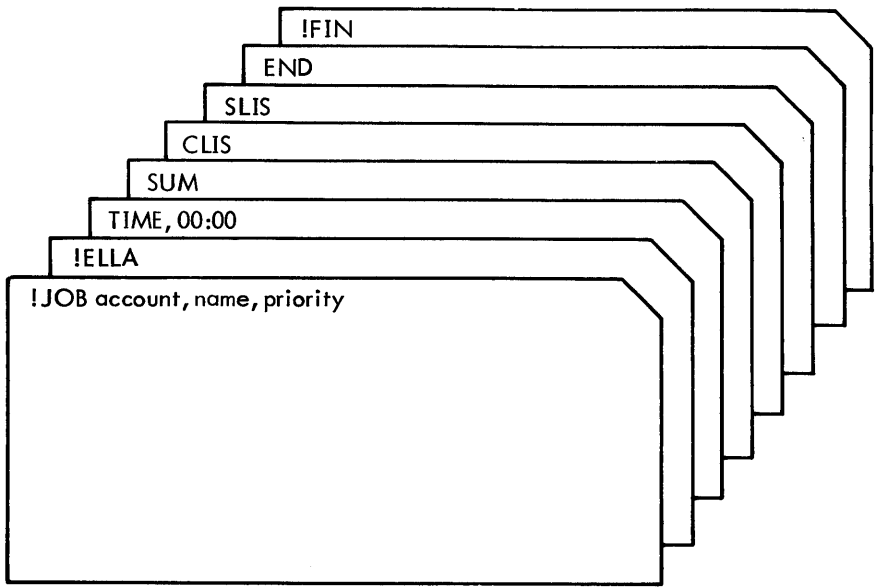 !FIN
END
SLIS
CLIS
SUM
TIME, 00:00
!ELLA
!JOB account, name, priority